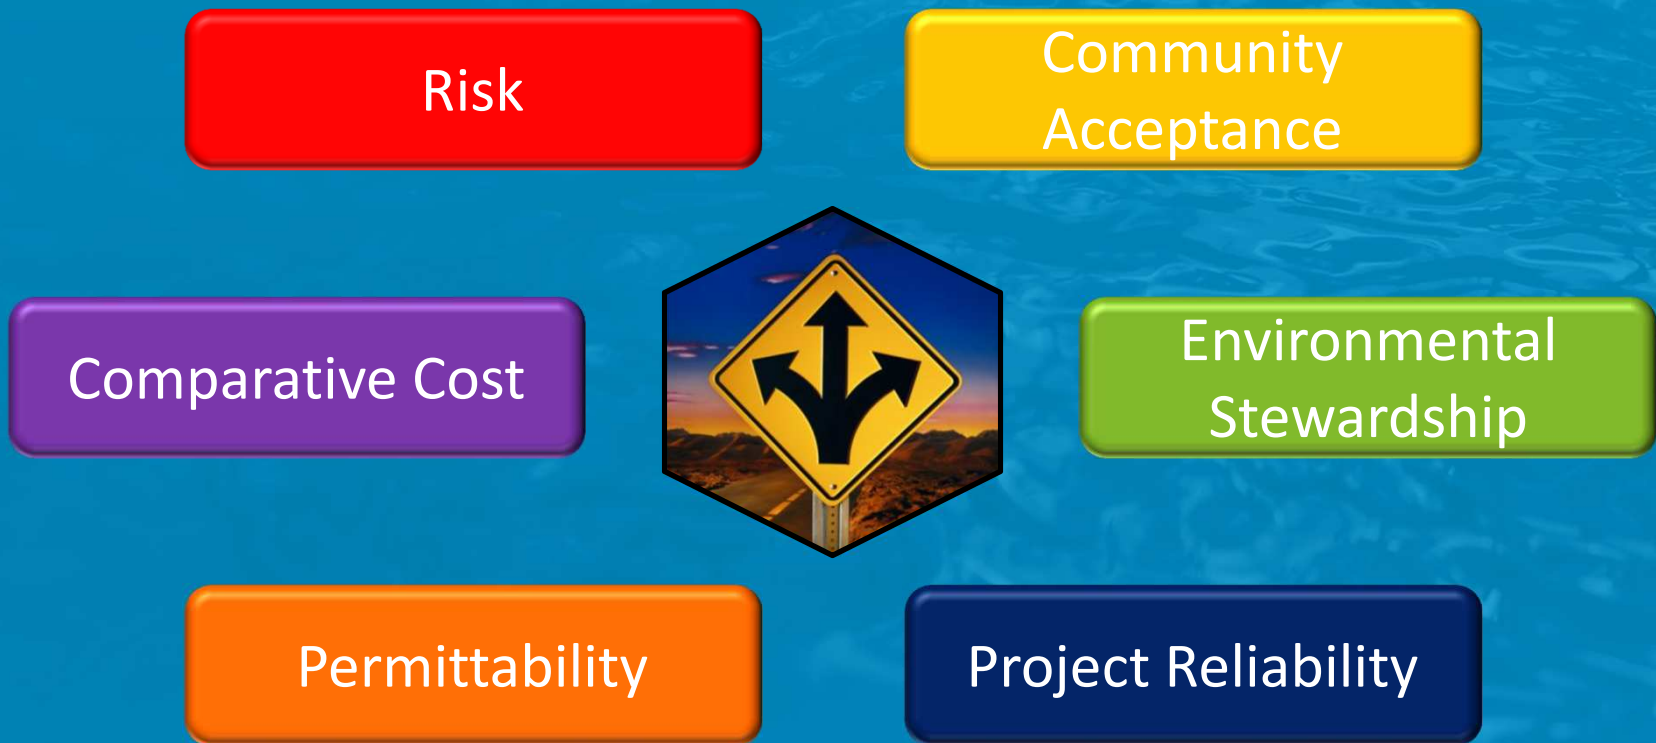 Risk
Community
Acceptance
Comparative Cost
Environmental
Stewardship
Permittability
Project Reliability